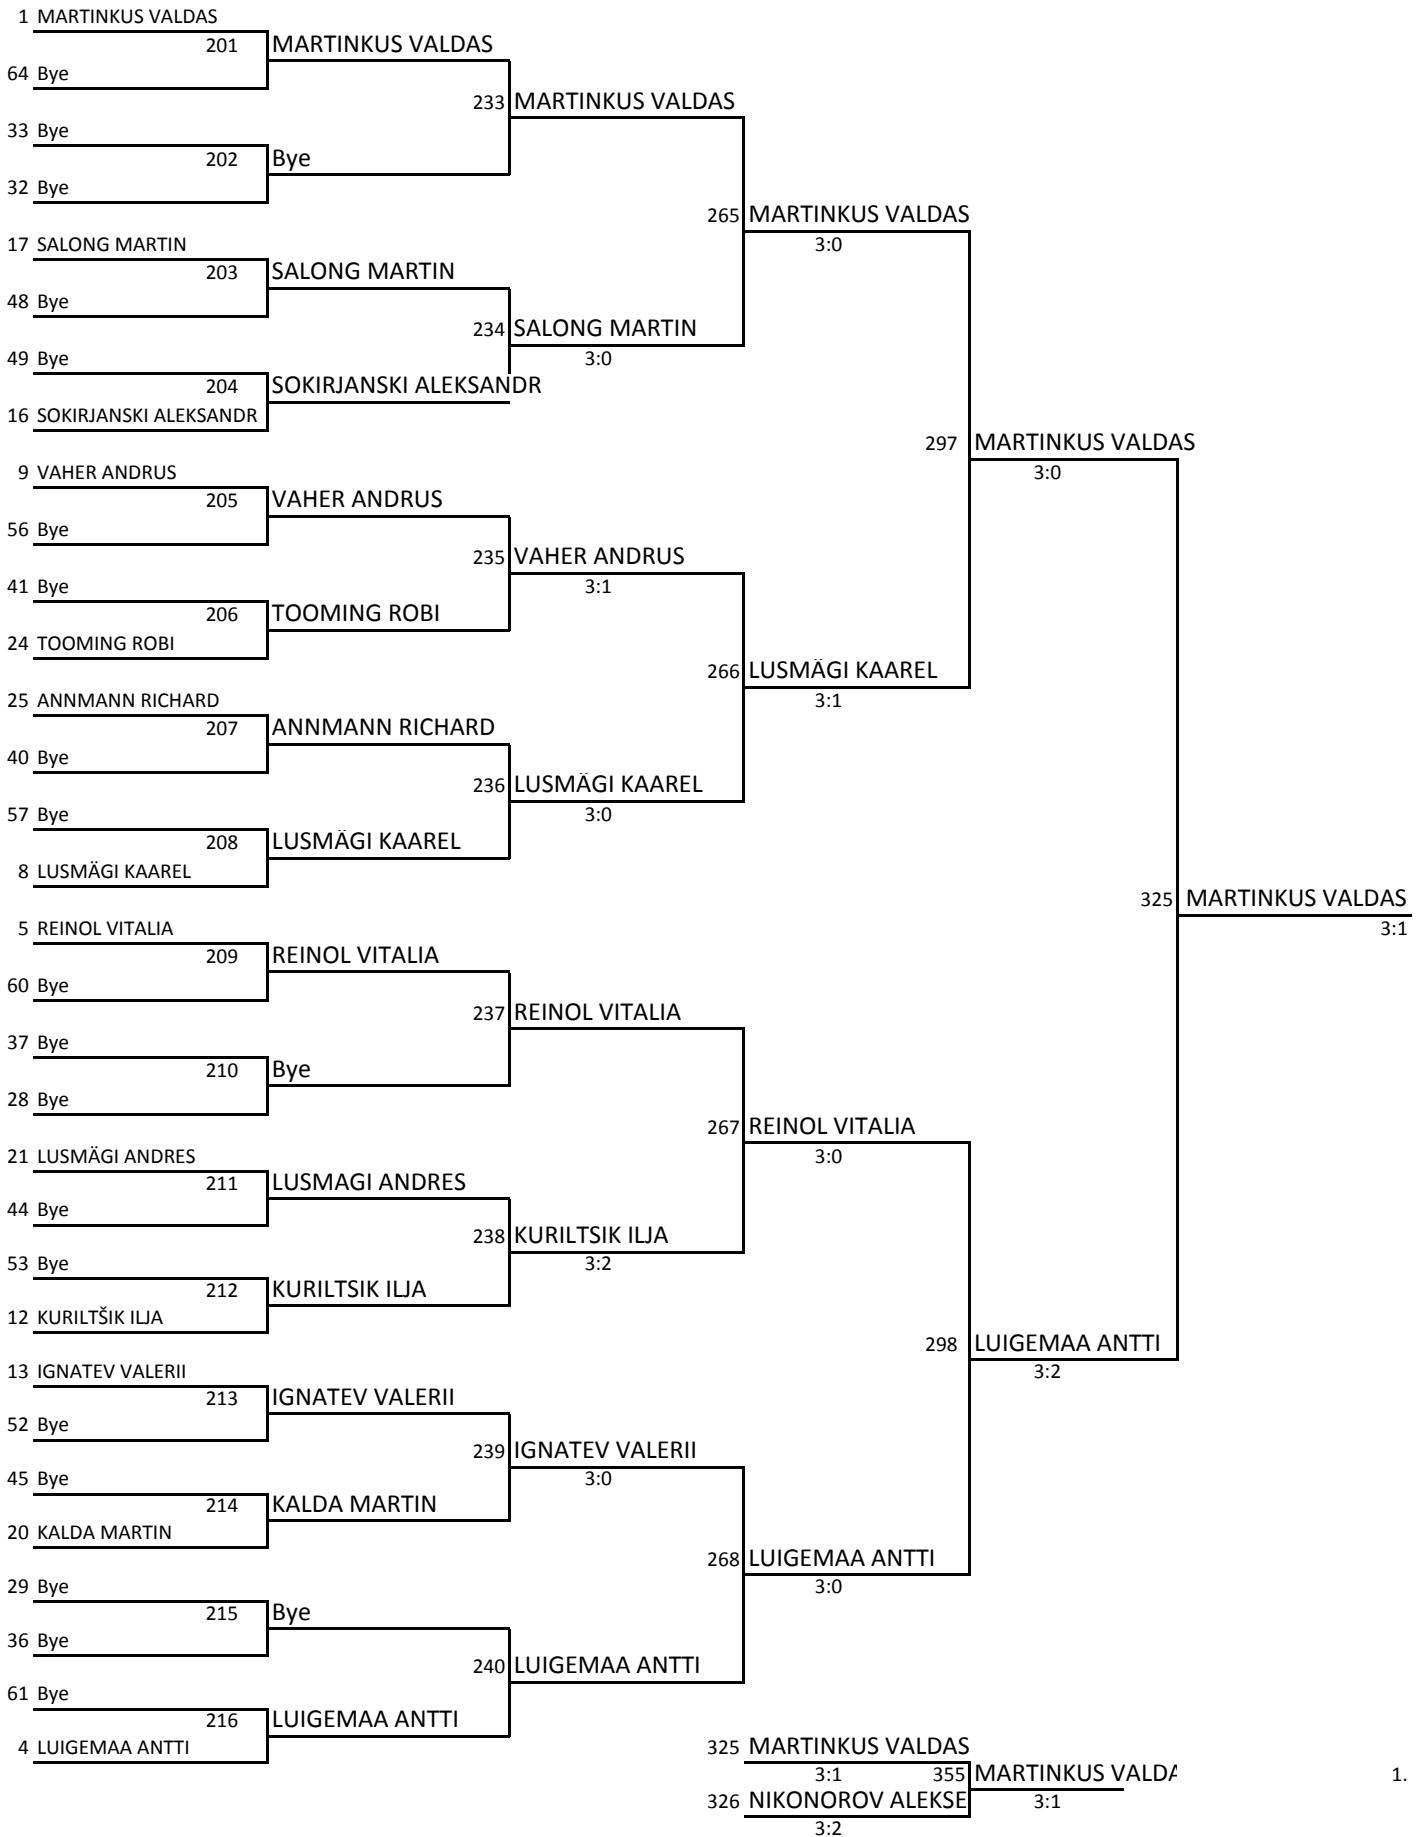 1 MARTINKUS VALDAS
201 MARTINKUS VALDAS
64 Bye
233 MARTINKUS VALDAS
33 Bye
202 Bye
32 Bye
265 MARTINKUS VALDAS
3:0
17 SALONG MARTIN
203 SALONG MARTIN
48 Bye
234 SALONG MARTIN
3:0
49 Bye
204 SOKIRJANSKI ALEKSANDR
16 SOKIRJANSKI ALEKSANDR
297 MARTINKUS VALDAS
3:0
9 VAHER ANDRUS
205 VAHER ANDRUS
56 Bye
235 VAHER ANDRUS
3:1
41 Bye
206 TOOMING ROBI
24 TOOMING ROBI
266 LUSMÄGI KAAREL
3:1
25 ANNMANN RICHARD
207 ANNMANN RICHARD
40 Bye
236 LUSMÄGI KAAREL
3:0
57 Bye
208 LUSMÄGI KAAREL
8 LUSMÄGI KAAREL
325 MARTINKUS VALDAS
3:1
5 REINOL VITALIA
209 REINOL VITALIA
60 Bye
237 REINOL VITALIA
37 Bye
210 Bye
28 Bye
267 REINOL VITALIA
3:0
21 LUSMÄGI ANDRES
211 LUSMAGI ANDRES
44 Bye
238 KURILTSIK ILJA
3:2
53 Bye
212 KURILTSIK ILJA
12 KURILTŠIK ILJA
298 LUIGEMAA ANTTI
3:2
13 IGNATEV VALERII
213 IGNATEV VALERII
52 Bye
239 IGNATEV VALERII
3:0
45 Bye
214 KALDA MARTIN
20 KALDA MARTIN
268 LUIGEMAA ANTTI
3:0
29 Bye
215 Bye
36 Bye
240 LUIGEMAA ANTTI
61 Bye
216 LUIGEMAA ANTTI
4 LUIGEMAA ANTTI
325 MARTINKUS VALDAS
3:1 355 MARTINKUS VALDA 1.
326 NIKONOROV ALEKSE 3:1
3:2